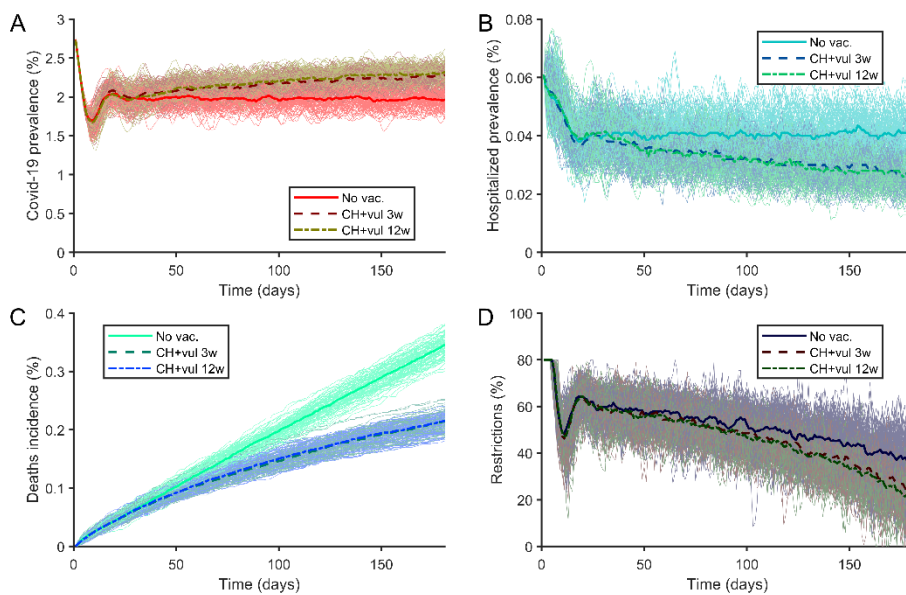 A
Covid-19 prevalence (%)
3
2.5
2
1.5
1
0.5
0
0
50
100
150
Time (days)
No vac.
CH+vul 3w
CH+vul 12w
B
Hospitalized prevalence (%)
0.08
0.06
0.04
0.02
0
0
50
100
150
Time (days)
No vac.
CH+vul 3w
CH+vul 12w
C
Deaths incidence (%)
0.4
0.3
0.2
0.1
0
0
50
100
150
Time (days)
No vac.
CH+vul 3w
CH+vul 12w
D
Restrictions (%)
100
80
60
40
20
0
0
50
100
150
Time (days)
No vac.
CH+vul 3w
CH+vul 12w